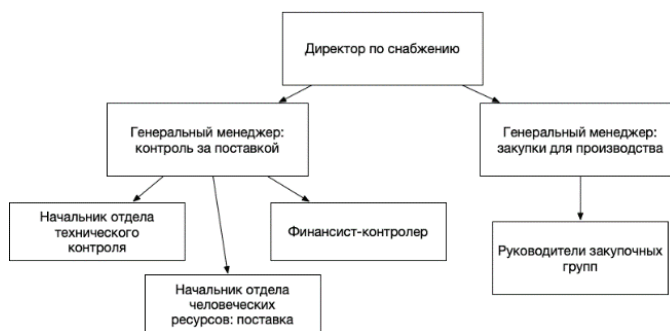 Директор по снабжению
Генеральный менеджер:
контроль за поставкой
Генеральный менеджер:
закупки для производства
Начальник отдела
технического
контроля
Финансист-контролер
Руководители закупочных
групп
Начальник отдела
человеческих
ресурсов: поставка